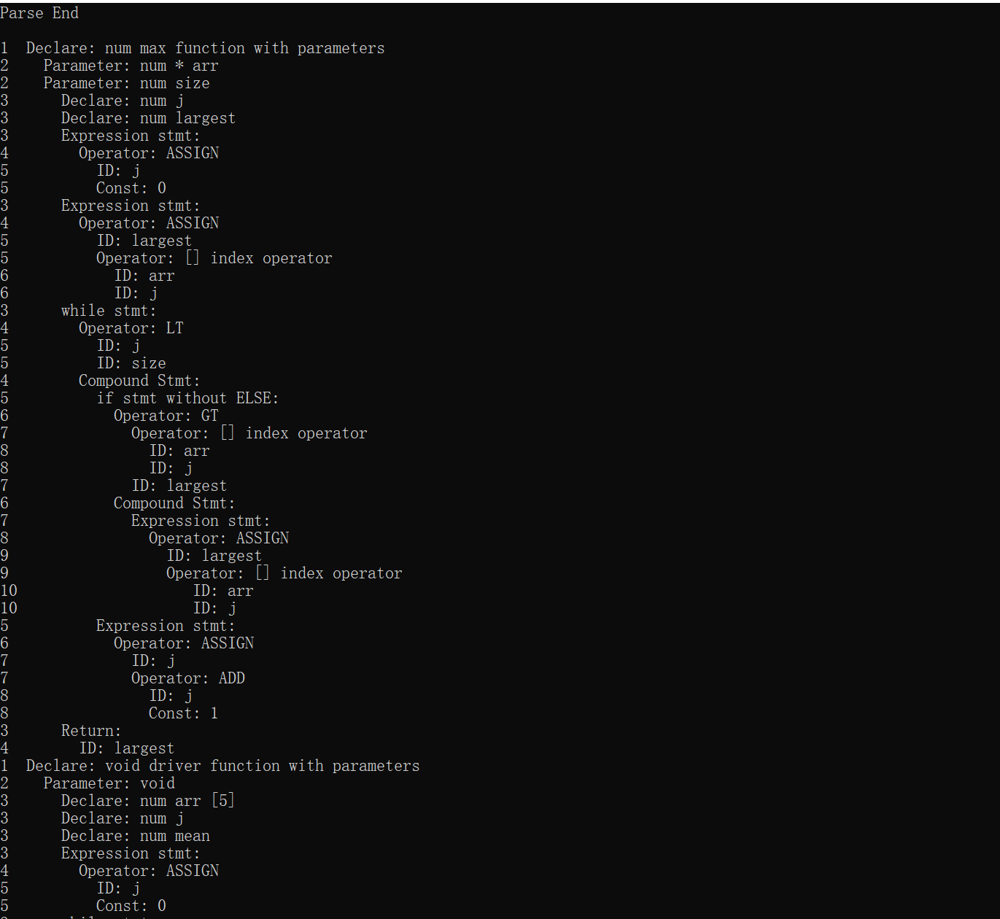 Parse End
1  Declare: num max function with parameters
2    Parameter: num * arr
2    Parameter: num size
3      Declare: num j
3      Declare: num largest
3      Expression stmt:
4        Operator: ASSIGN
5          ID: j
5          Const: 0
3      Expression stmt:
4        Operator: ASSIGN
5          ID: largest
5          Operator: [] index operator
6            ID: arr
6            ID: j
3      while stmt:
4        Operator: LT
5          ID: j
5          ID: size
4        Compound Stmt:
5          if stmt without ELSE:
6            Operator: GT
7              Operator: [] index operator
8                ID: arr
8                ID: j
7              ID: largest
6            Compound Stmt:
7              Expression stmt:
8                Operator: ASSIGN
9                  ID: largest
9                  Operator: [] index operator
10                    ID: arr
10                    ID: j
5          Expression stmt:
6            Operator: ASSIGN
7              ID: j
7              Operator: ADD
8                ID: j
8                Const: 1
3      Return:
4        ID: largest
1  Declare: void driver function with parameters
2    Parameter: void
3      Declare: num arr [5]
3      Declare: num j
3      Declare: num mean
3      Expression stmt:
4        Operator: ASSIGN
5          ID: j
5          Const: 0